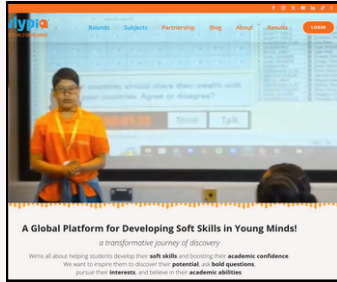 ylypiq
Rounds Subjects Partnership Blog About Results LOGIN
countries should share their wealth with
countries. Agree or disagree?
Think
A Global Platform for Developing Soft Skills in Young Minds!
a transformative journey of discovery
We're all about helping students develop their soft skills and boosting their academic confidence.
We want to inspire them to discover their potential, ask bold questions,
pursue their interests, and believe in their academic abilities.